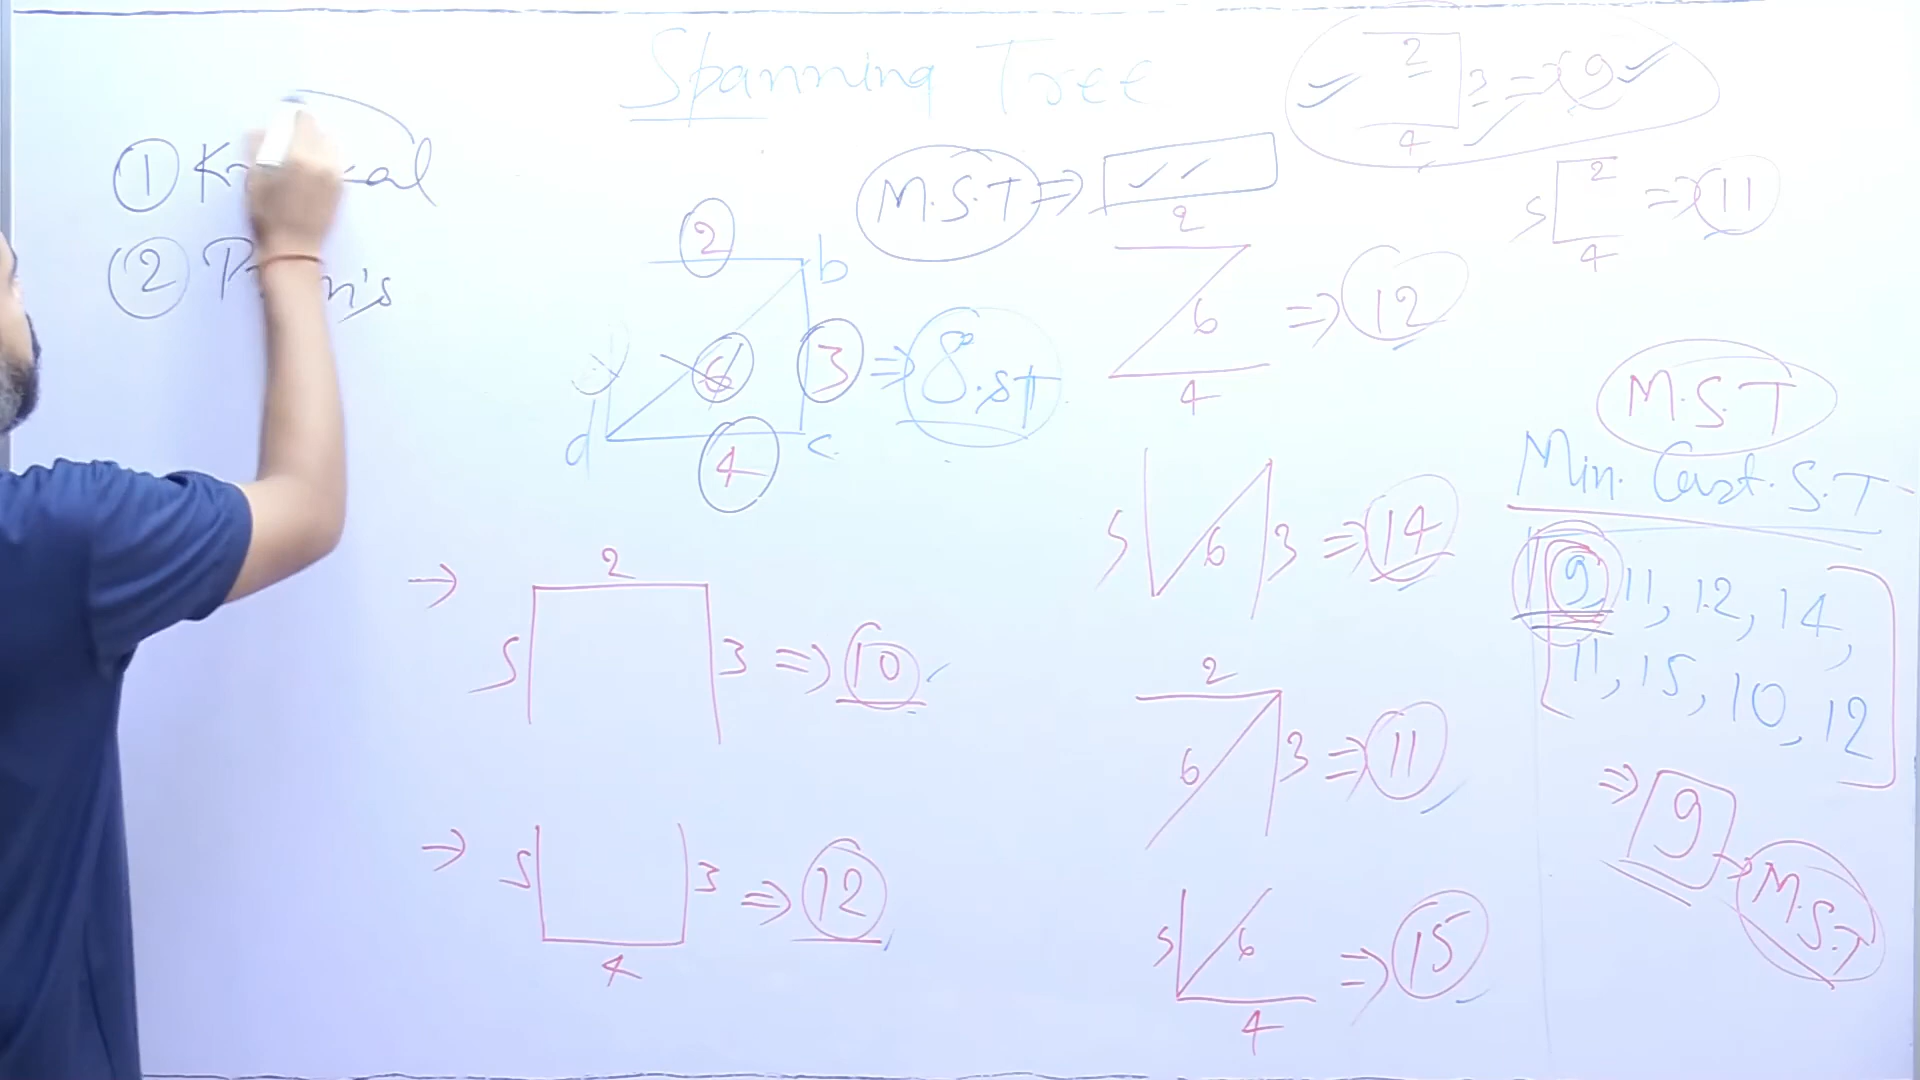 Spanning Tree
2
3 => 9
4
① Kruskal
② Prim's
M.S.T =>
2
5 => 11
4
2
b
6
3 => 8.ST
d
4
c
2
6 => 12
4
M.S.T
Min. Cost. S.T
9, 11, 12, 14,
11, 15, 10, 12
=> 9 → M.S.T
5 6 3 => 14
→ 2
5 3 => 10
2
6 3 => 11
→ 5 3 => 12
4
5 6 => 15
4